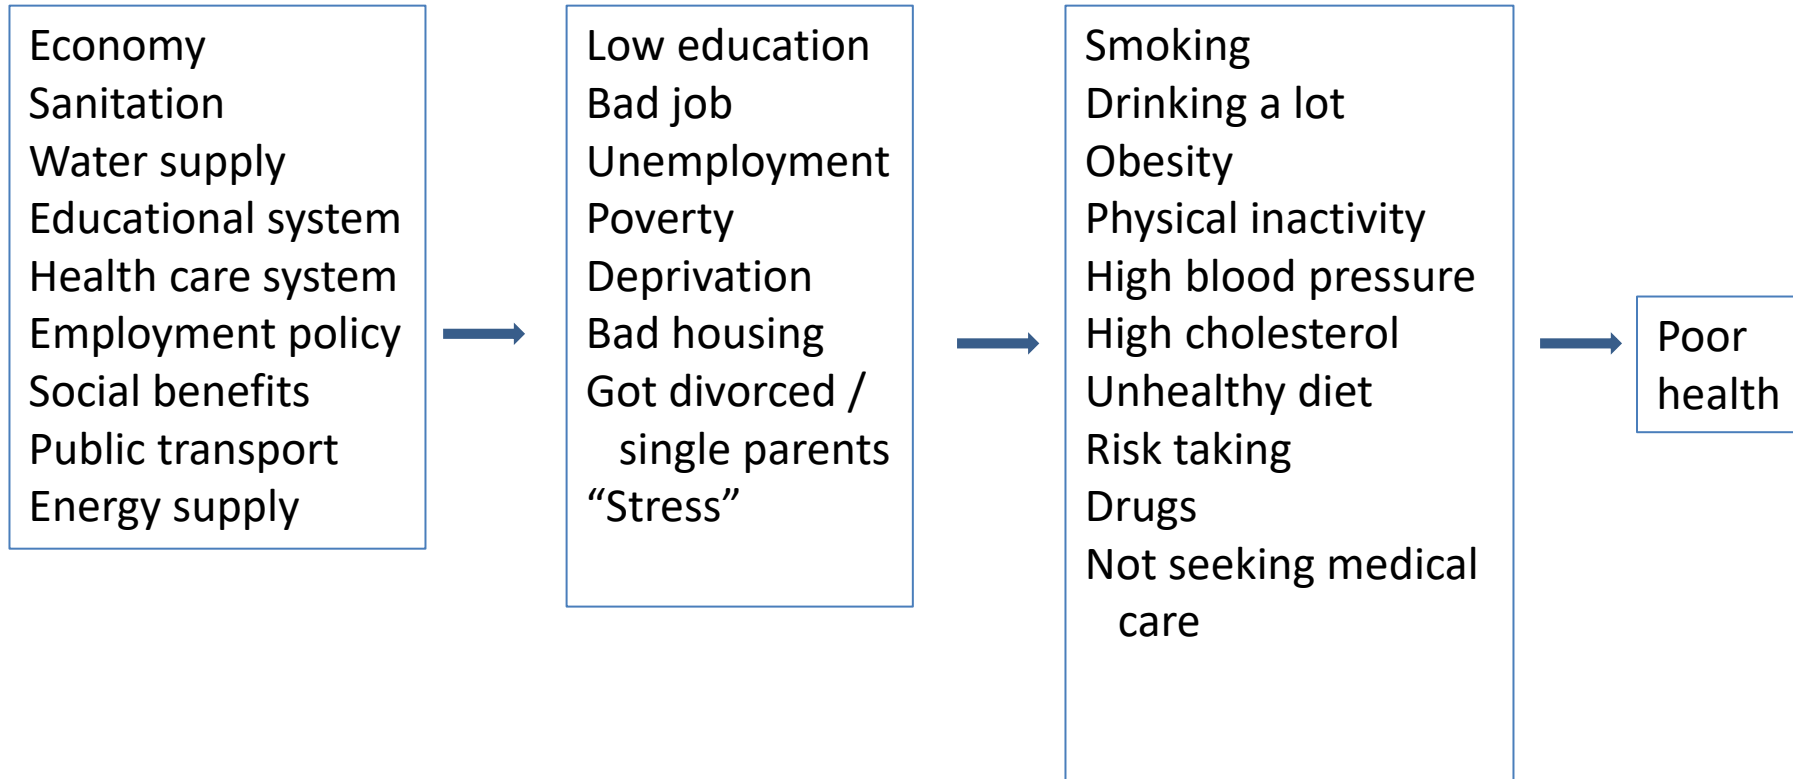 Economy
Sanitation
Water supply
Educational system
Health care system
Employment policy
Social benefits
Public transport
Energy supply
Low education
Bad job
Unemployment
Poverty
Deprivation
Bad housing
Got divorced /
single parents
“Stress”
Smoking
Drinking a lot
Obesity
Physical inactivity
High blood pressure
High cholesterol
Unhealthy diet
Risk taking
Drugs
Not seeking medical
care
Poor
health